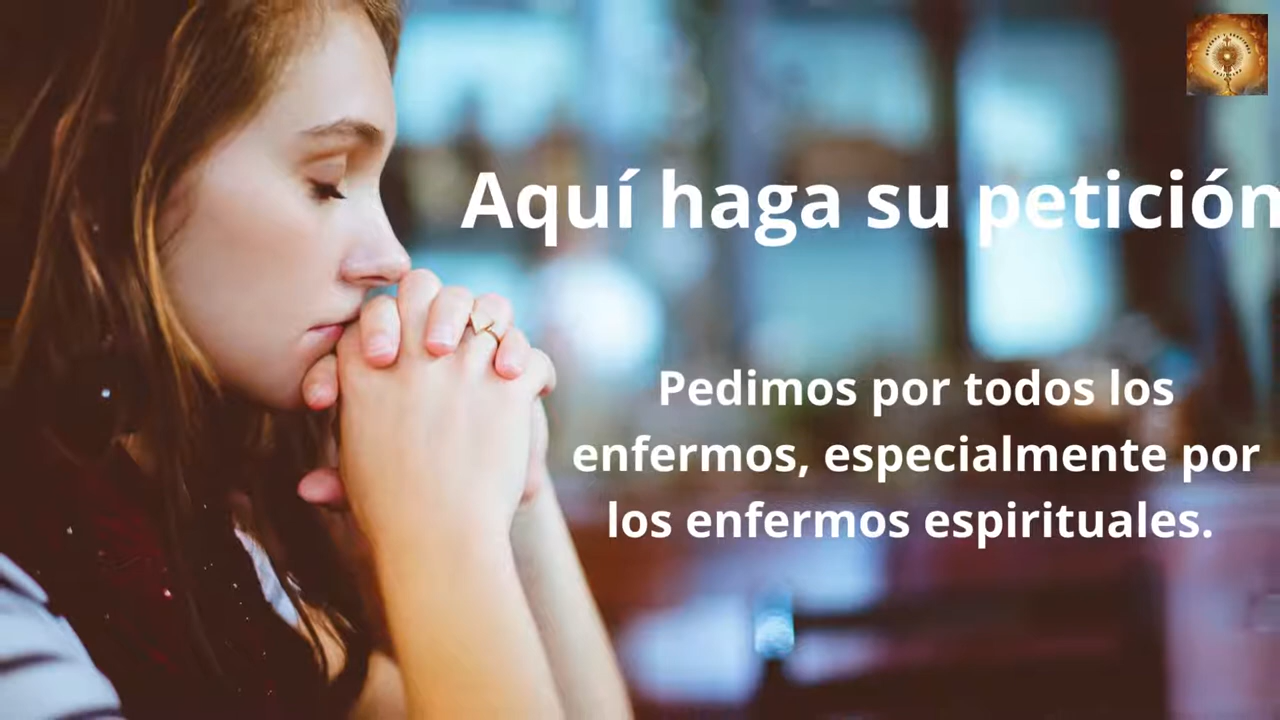 Aquí haga su petición
Pedimos por todos los
enfermos, especialmente por
los enfermos espirituales.